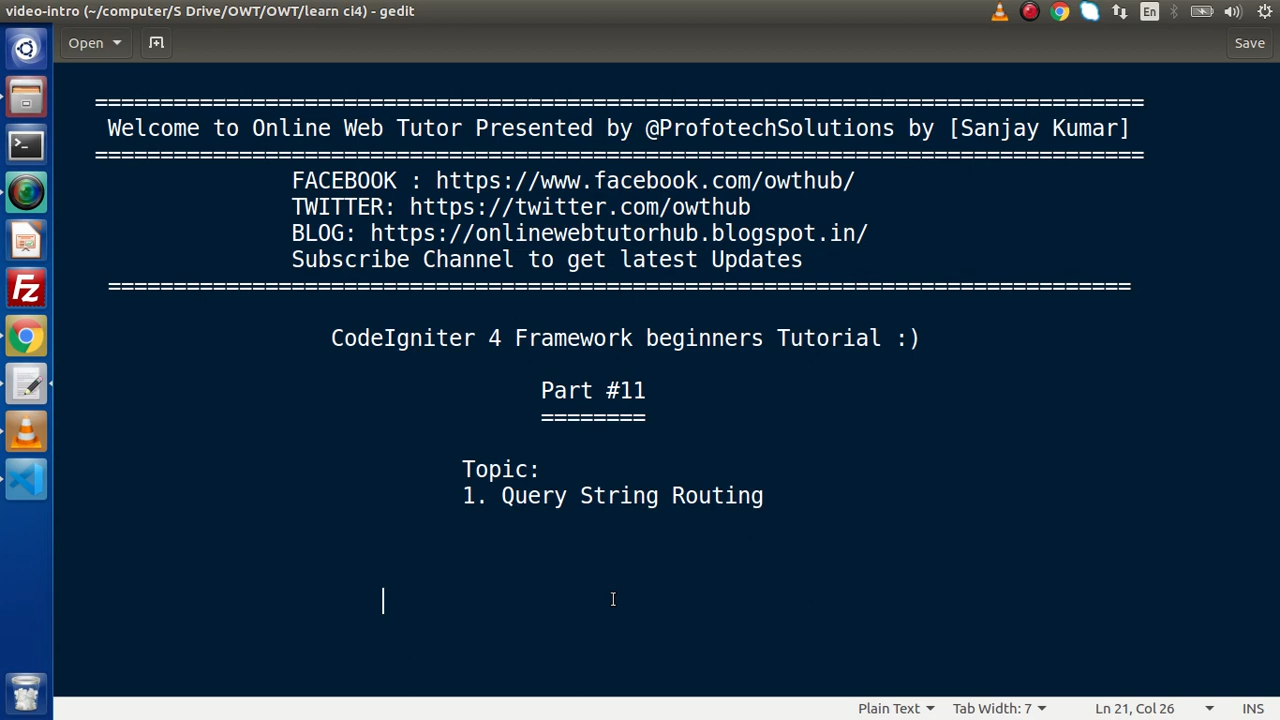 video-intro (~/computer/S Drive/OWT/OWT/learn ci4) - gedit
En
Open
Save
================================================================================
Welcome to Online Web Tutor Presented by @ProfotechSolutions by [Sanjay Kumar]
================================================================================
FACEBOOK : https://www.facebook.com/owthub/
TWITTER: https://twitter.com/owthub
BLOG: https://onlinewebtutorhub.blogspot.in/
Subscribe Channel to get latest Updates
==============================================================================
CodeIgniter 4 Framework beginners Tutorial :)
Part #11
========
Topic:
1. Query String Routing
Plain Text
Tab Width: 7
Ln 21, Col 26
INS